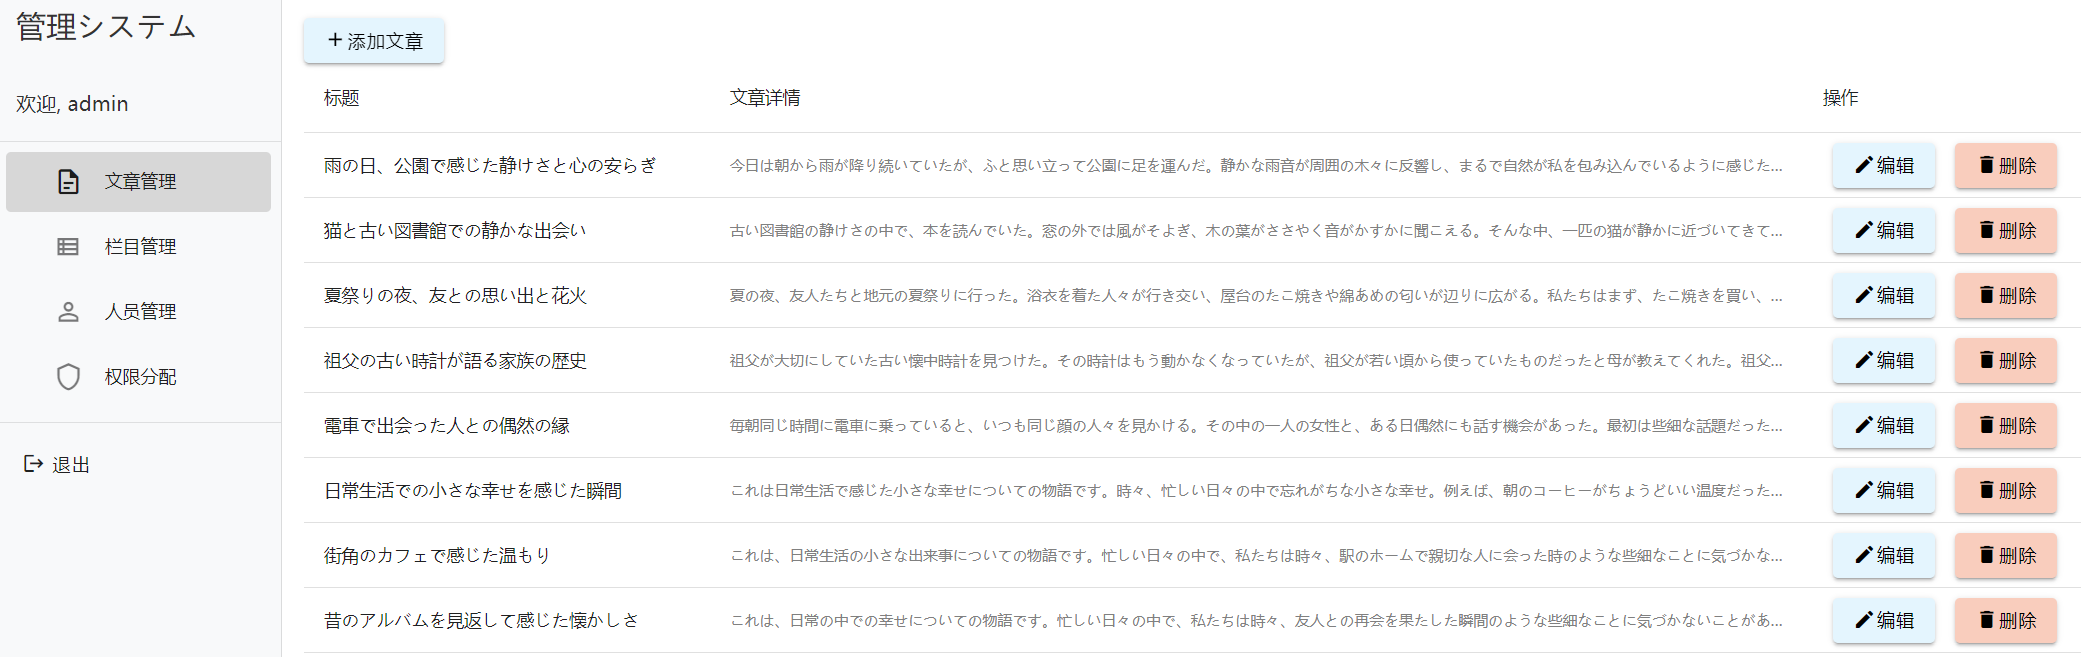 管理システム
欢迎, admin
文章管理
栏目管理
人员管理
权限分配
退出
添加文章
标题 文章详情 操作
雨の日、公園で感じた静けさと心の安らぎ 今日は朝から雨が降り続いていたが、ふと思い立って公園に足を運んだ。静かな雨音が周囲の木々に反響し、まるで自然が私を包み込んでいるように感じた... 编辑 删除
猫と古い図書館での静かな出会い 古い図書館の静けさの中で、本を読んでいた。窓の外では風がそよぎ、木の葉がささやく音がかすかに聞こえる。そんな中、一匹の猫が静かに近づいてきて... 编辑 删除
夏祭りの夜、友との思い出と花火 夏の夜、友人たちと地元の夏祭りに行った。浴衣を着た人々が行き交い、屋台のたこ焼きや綿あめの匂いが辺りに広がる。私たちはまず、たこ焼きを買い、... 编辑 删除
祖父の古い時計が語る家族の歴史 祖父が大切にしていた古い懐中時計を見つけた。その時計はもう動かなくなっていたが、祖父が若い頃から使っていたものだったと母が教えてくれた。祖父... 编辑 删除
電車で出会った人との偶然の縁 毎朝同じ時間に電車に乗っていると、いつも同じ顔の人々を見かける。その中の一人の女性と、ある日偶然にも話す機会があった。最初は些細な話題だった... 编辑 删除
日常生活での小さな幸せを感じた瞬間 これは日常生活で感じた小さな幸せについての物語です。時々、忙しい日々の中で忘れがちな小さな幸せ。例えば、朝のコーヒーがちょうどいい温度だった... 编辑 删除
街角のカフェで感じた温もり これは、日常生活の小さな出来事についての物語です。忙しい日々の中で、私たちは時々、駅のホームで親切な人に会った時のような些細なことに気づかな... 编辑 删除
昔のアルバムを見返して感じた懐かしさ これは、日常の中での幸せについての物語です。忙しい日々の中で、私たちは時々、友人との再会を果たした瞬間のような些細なことに気づかないことがあ... 编辑 删除